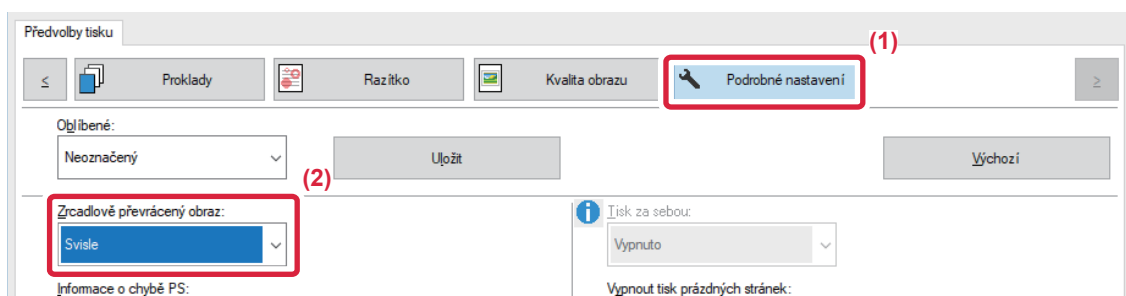 Předvolby tisku
(1)
< Proklady Razítko Kvalita obrazu Podrobné nastavení >
Oblíbené:
Neoznačený Uložit Výchozí
(2)
Zrcadlově převrácený obraz: Tisk za sebou:
Svisle Vypnuto
Informace o chybě PS: Vypnout tisk prázdných stránek: